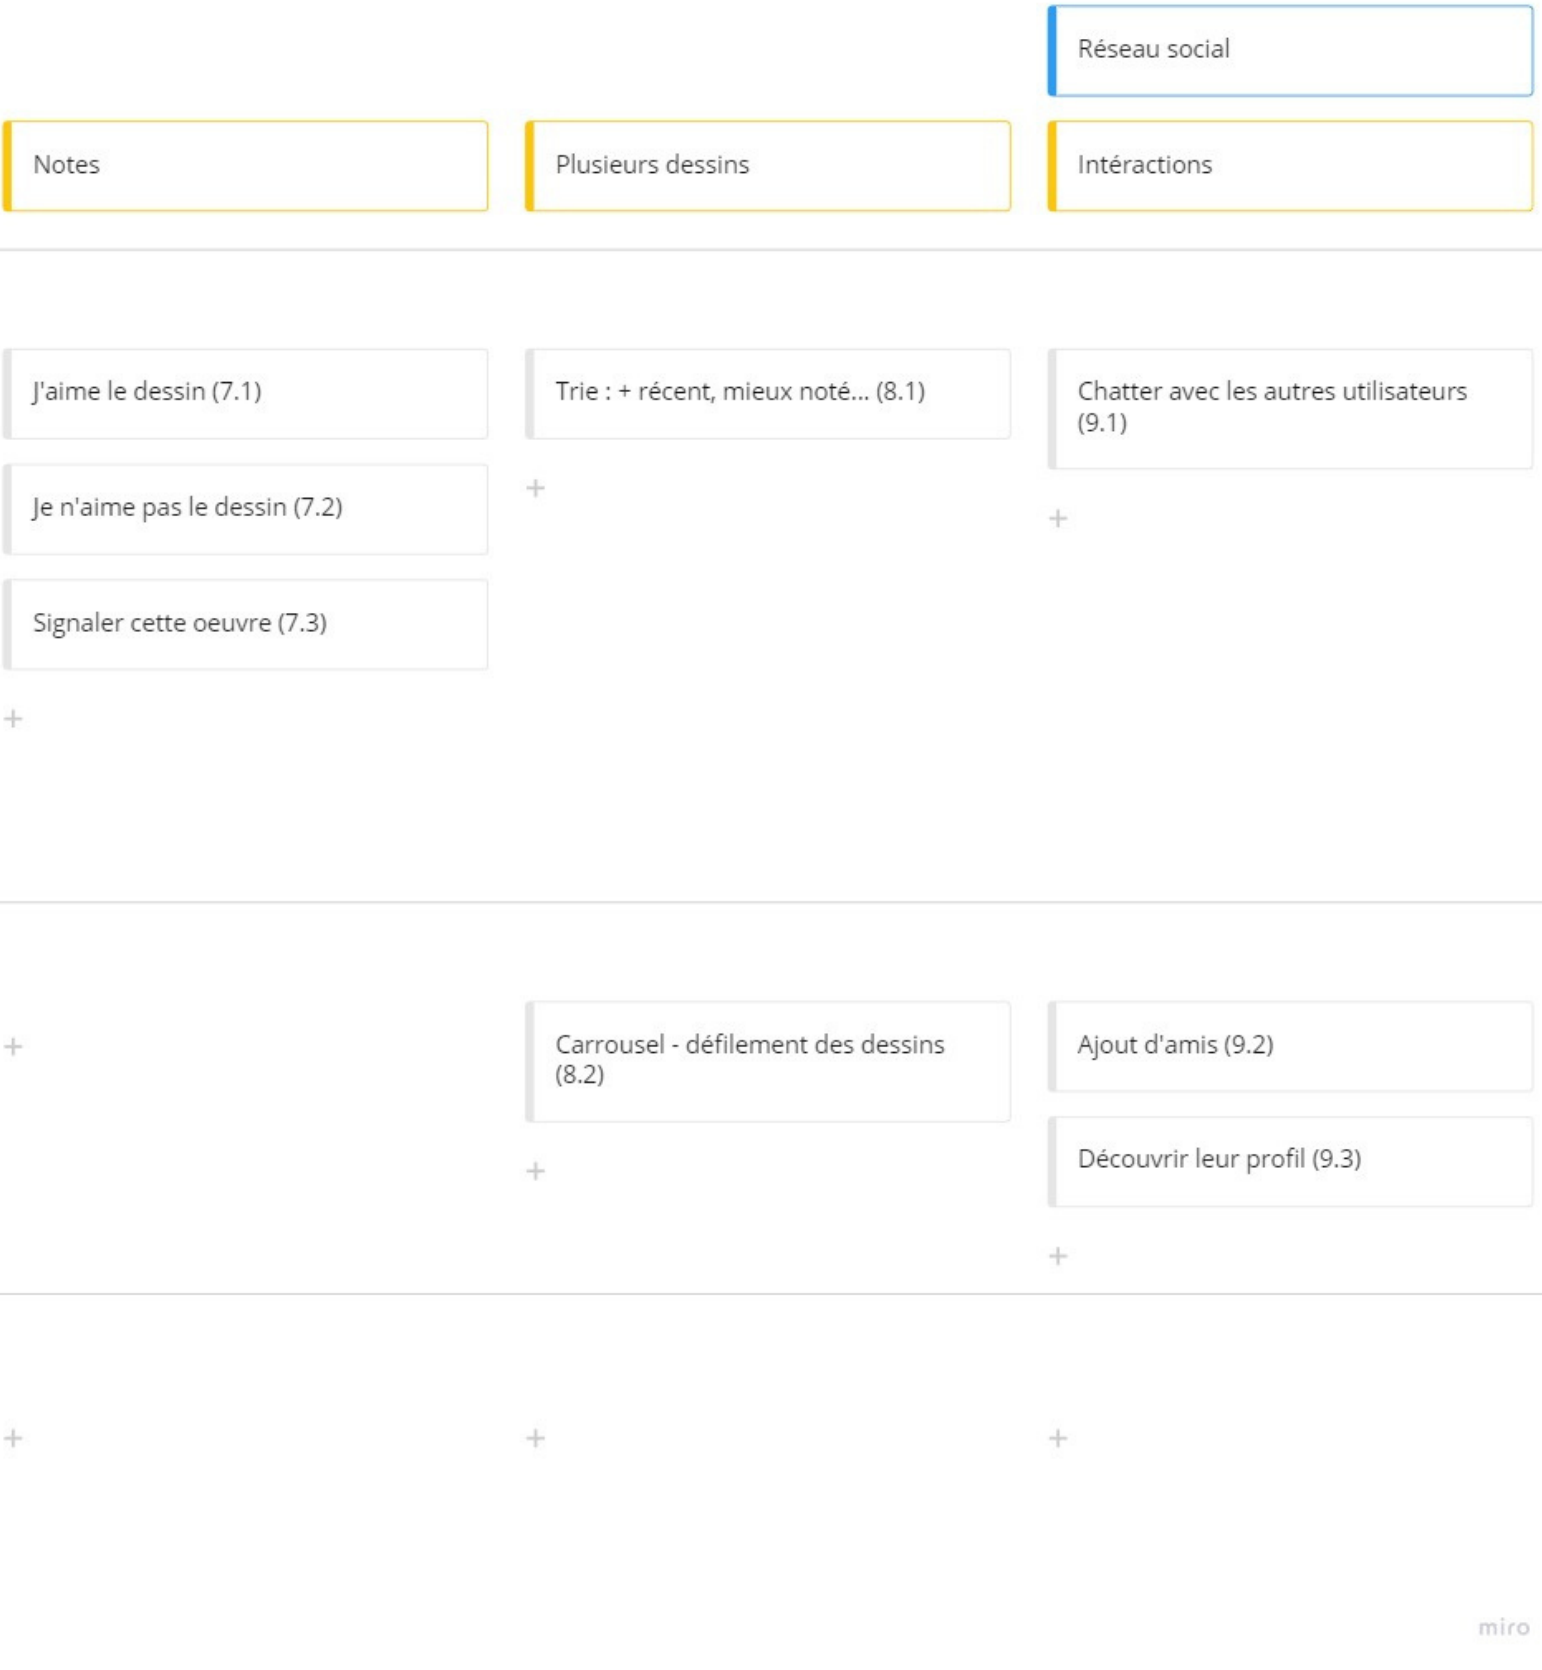 Réseau social
Notes
Plusieurs dessins
Intéractions
J'aime le dessin (7.1)
Trie : + récent, mieux noté... (8.1)
Chatter avec les autres utilisateurs
(9.1)
+
Je n'aime pas le dessin (7.2)
+
Signaler cette oeuvre (7.3)
+
+
Carrousel - défilement des dessins
(8.2)
Ajout d'amis (9.2)
+
Découvrir leur profil (9.3)
+
+
+
+
miro